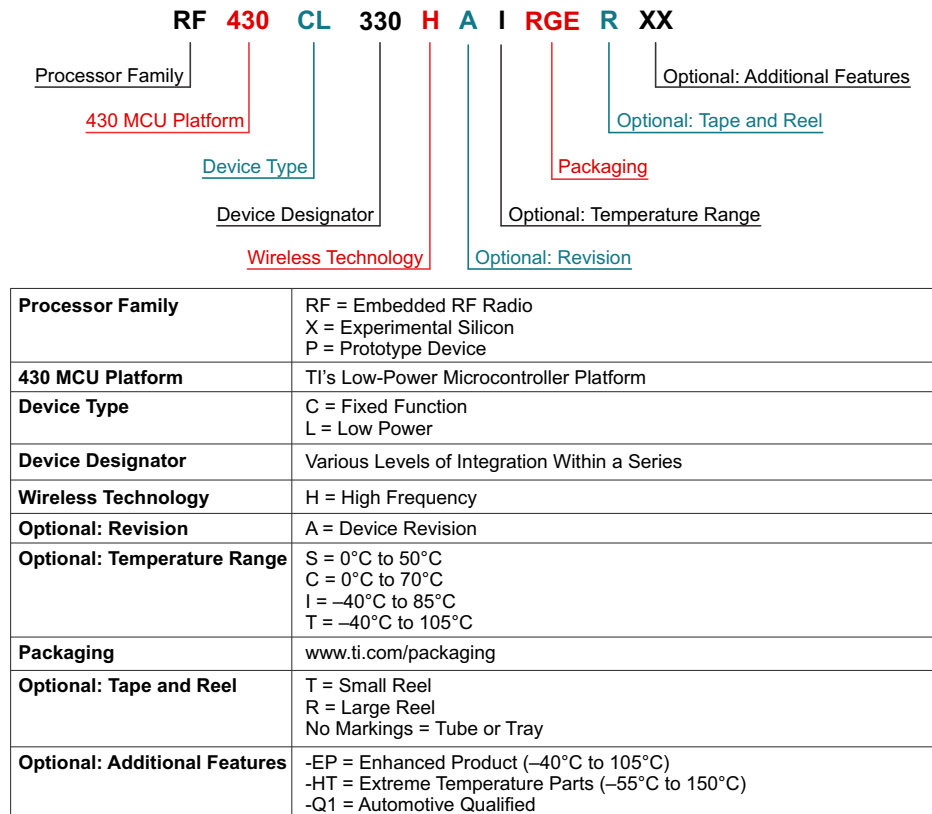 RF 430 CL 330 H A I RGE R XX
Processor Family
Optional: Additional Features
430 MCU Platform
Optional: Tape and Reel
Device Type
Packaging
Device Designator
Optional: Temperature Range
Wireless Technology
Optional: Revision
Processor Family
RF = Embedded RF Radio
X = Experimental Silicon
P = Prototype Device
430 MCU Platform
TI's Low-Power Microcontroller Platform
Device Type
C = Fixed Function
L = Low Power
Device Designator
Various Levels of Integration Within a Series
Wireless Technology
H = High Frequency
Optional: Revision
A = Device Revision
Optional: Temperature Range
S = 0°C to 50°C
C = 0°C to 70°C
I = –40°C to 85°C
T = –40°C to 105°C
Packaging
www.ti.com/packaging
Optional: Tape and Reel
T = Small Reel
R = Large Reel
No Markings = Tube or Tray
Optional: Additional Features
-EP = Enhanced Product (–40°C to 105°C)
-HT = Extreme Temperature Parts (–55°C to 150°C)
-Q1 = Automotive Qualified